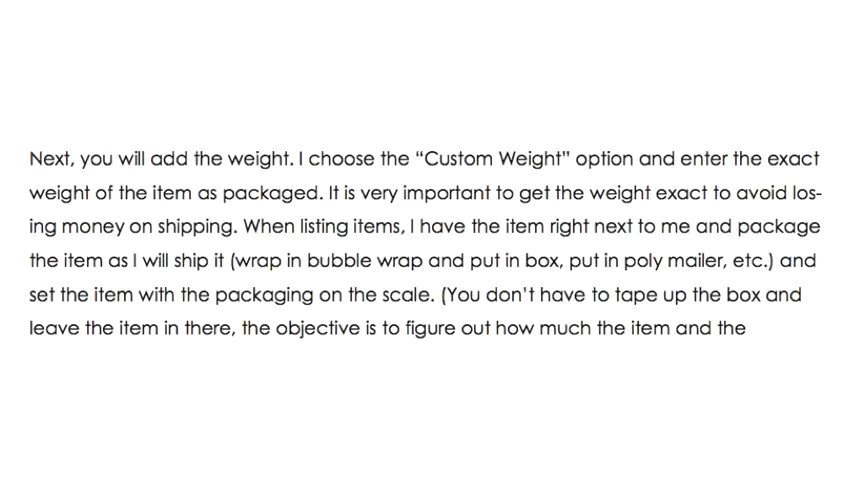 Next, you will add the weight. I choose the “Custom Weight” option and enter the exact
weight of the item as packaged. It is very important to get the weight exact to avoid los-
ing money on shipping. When listing items, I have the item right next to me and package
the item as I will ship it (wrap in bubble wrap and put in box, put in poly mailer, etc.) and
set the item with the packaging on the scale. (You don't have to tape up the box and
leave the item in there, the objective is to figure out how much the item and the